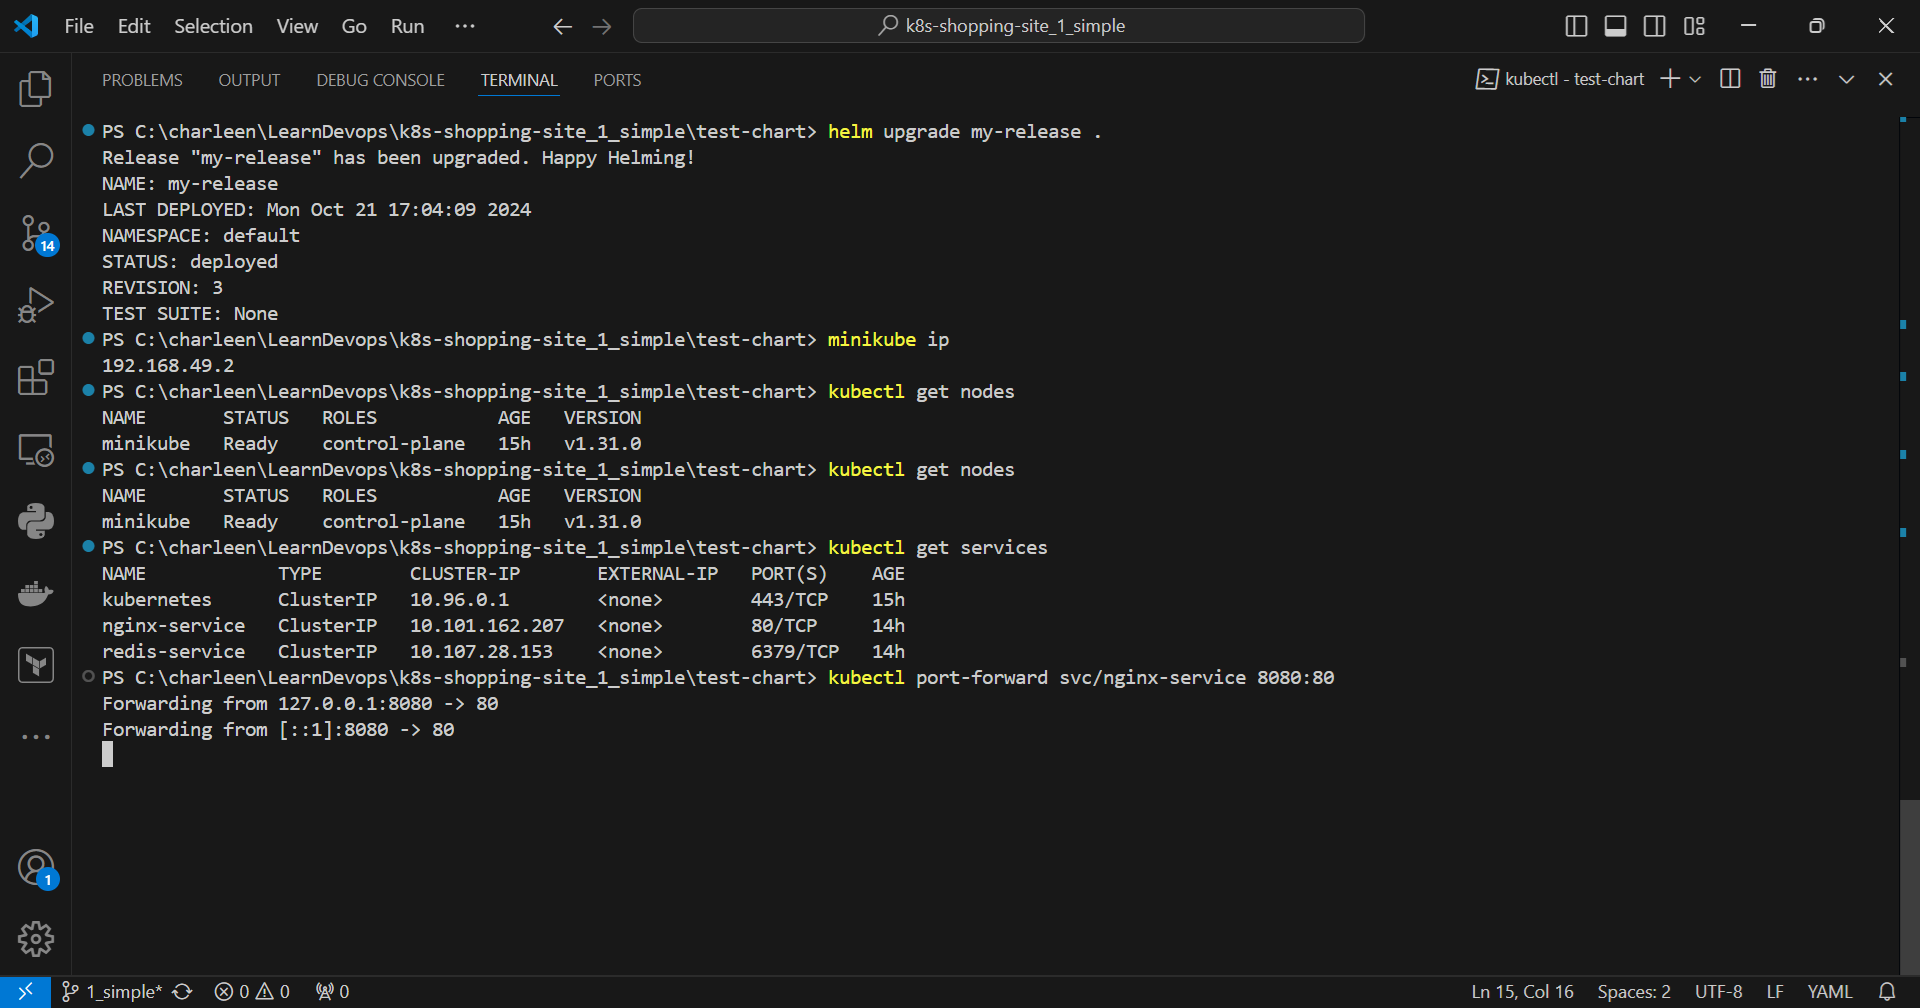 File Edit Selection View Go Run ··· k8s-shopping-site_1_simple
PROBLEMS OUTPUT DEBUG CONSOLE TERMINAL PORTS kubectl - test-chart
PS C:\charleen\LearnDevops\k8s-shopping-site_1_simple\test-chart> helm upgrade my-release .
Release "my-release" has been upgraded. Happy Helming!
NAME: my-release
LAST DEPLOYED: Mon Oct 21 17:04:09 2024
NAMESPACE: default
STATUS: deployed
REVISION: 3
TEST SUITE: None
PS C:\charleen\LearnDevops\k8s-shopping-site_1_simple\test-chart> minikube ip
192.168.49.2
PS C:\charleen\LearnDevops\k8s-shopping-site_1_simple\test-chart> kubectl get nodes
NAME       STATUS   ROLES           AGE   VERSION
minikube   Ready    control-plane   15h   v1.31.0
PS C:\charleen\LearnDevops\k8s-shopping-site_1_simple\test-chart> kubectl get nodes
NAME       STATUS   ROLES           AGE   VERSION
minikube   Ready    control-plane   15h   v1.31.0
PS C:\charleen\LearnDevops\k8s-shopping-site_1_simple\test-chart> kubectl get services
NAME            TYPE        CLUSTER-IP       EXTERNAL-IP   PORT(S)    AGE
kubernetes      ClusterIP   10.96.0.1        <none>        443/TCP    15h
nginx-service   ClusterIP   10.101.162.207   <none>        80/TCP     14h
redis-service   ClusterIP   10.107.28.153    <none>        6379/TCP   14h
PS C:\charleen\LearnDevops\k8s-shopping-site_1_simple\test-chart> kubectl port-forward svc/nginx-service 8080:80
Forwarding from 127.0.0.1:8080 -> 80
Forwarding from [::1]:8080 -> 80
14
1
1_simple* 0 0 0 Ln 15, Col 16 Spaces: 2 UTF-8 LF YAML